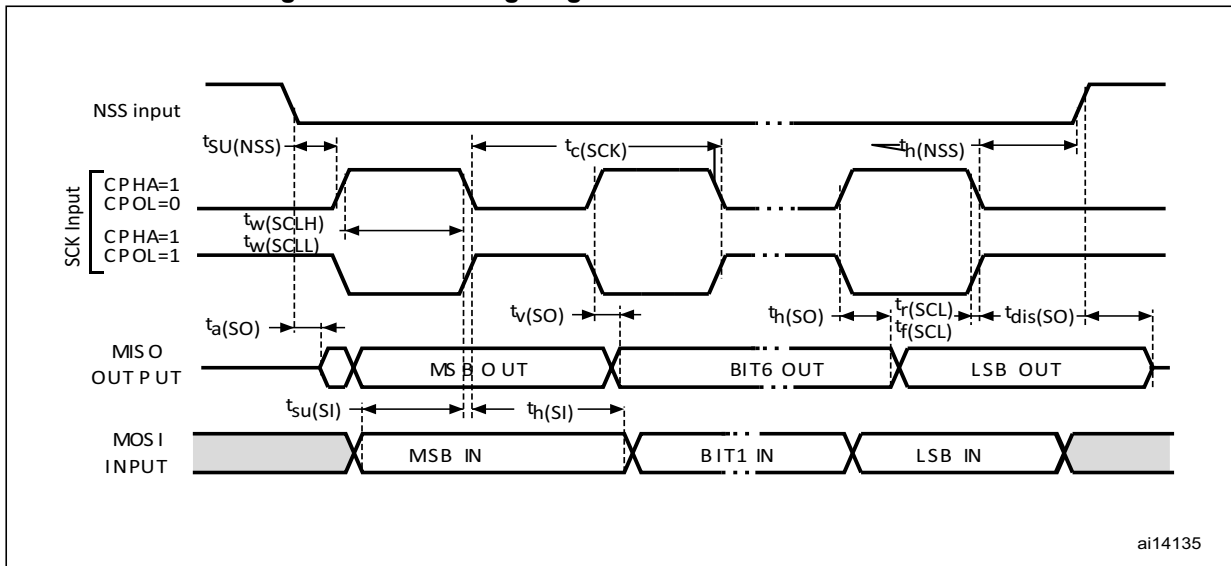 NSS input
tSU(NSS)
tc(SCK)
th(NSS)
SCK Input
CPHA=1
CPOL=0
tw(SCLH)
CPHA=1
tw(SCLL)
CPOL=1
ta(SO)
tv(SO)
th(SO)
tr(SCL)
tf(SCL)
tdis(SO)
MISO
OUTPUT
MSB OUT
BIT6 OUT
LSB OUT
tsu(SI)
th(SI)
MOSI
INPUT
MSB IN
BIT1 IN
LSB IN
ai14135